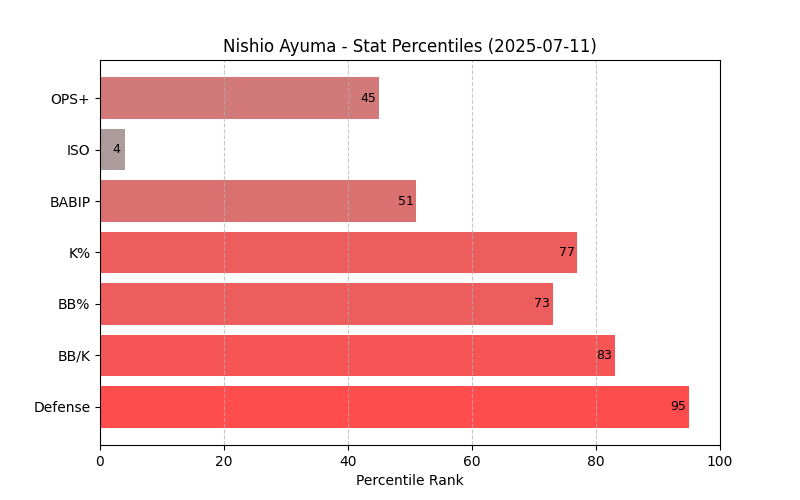 Nishio Ayuma - Stat Percentiles (2025-07-11)
OPS+ 45
ISO 4
BABIP 51
K% 77
BB% 73
BB/K 83
Defense 95
0 20 40 60 80 100
Percentile Rank